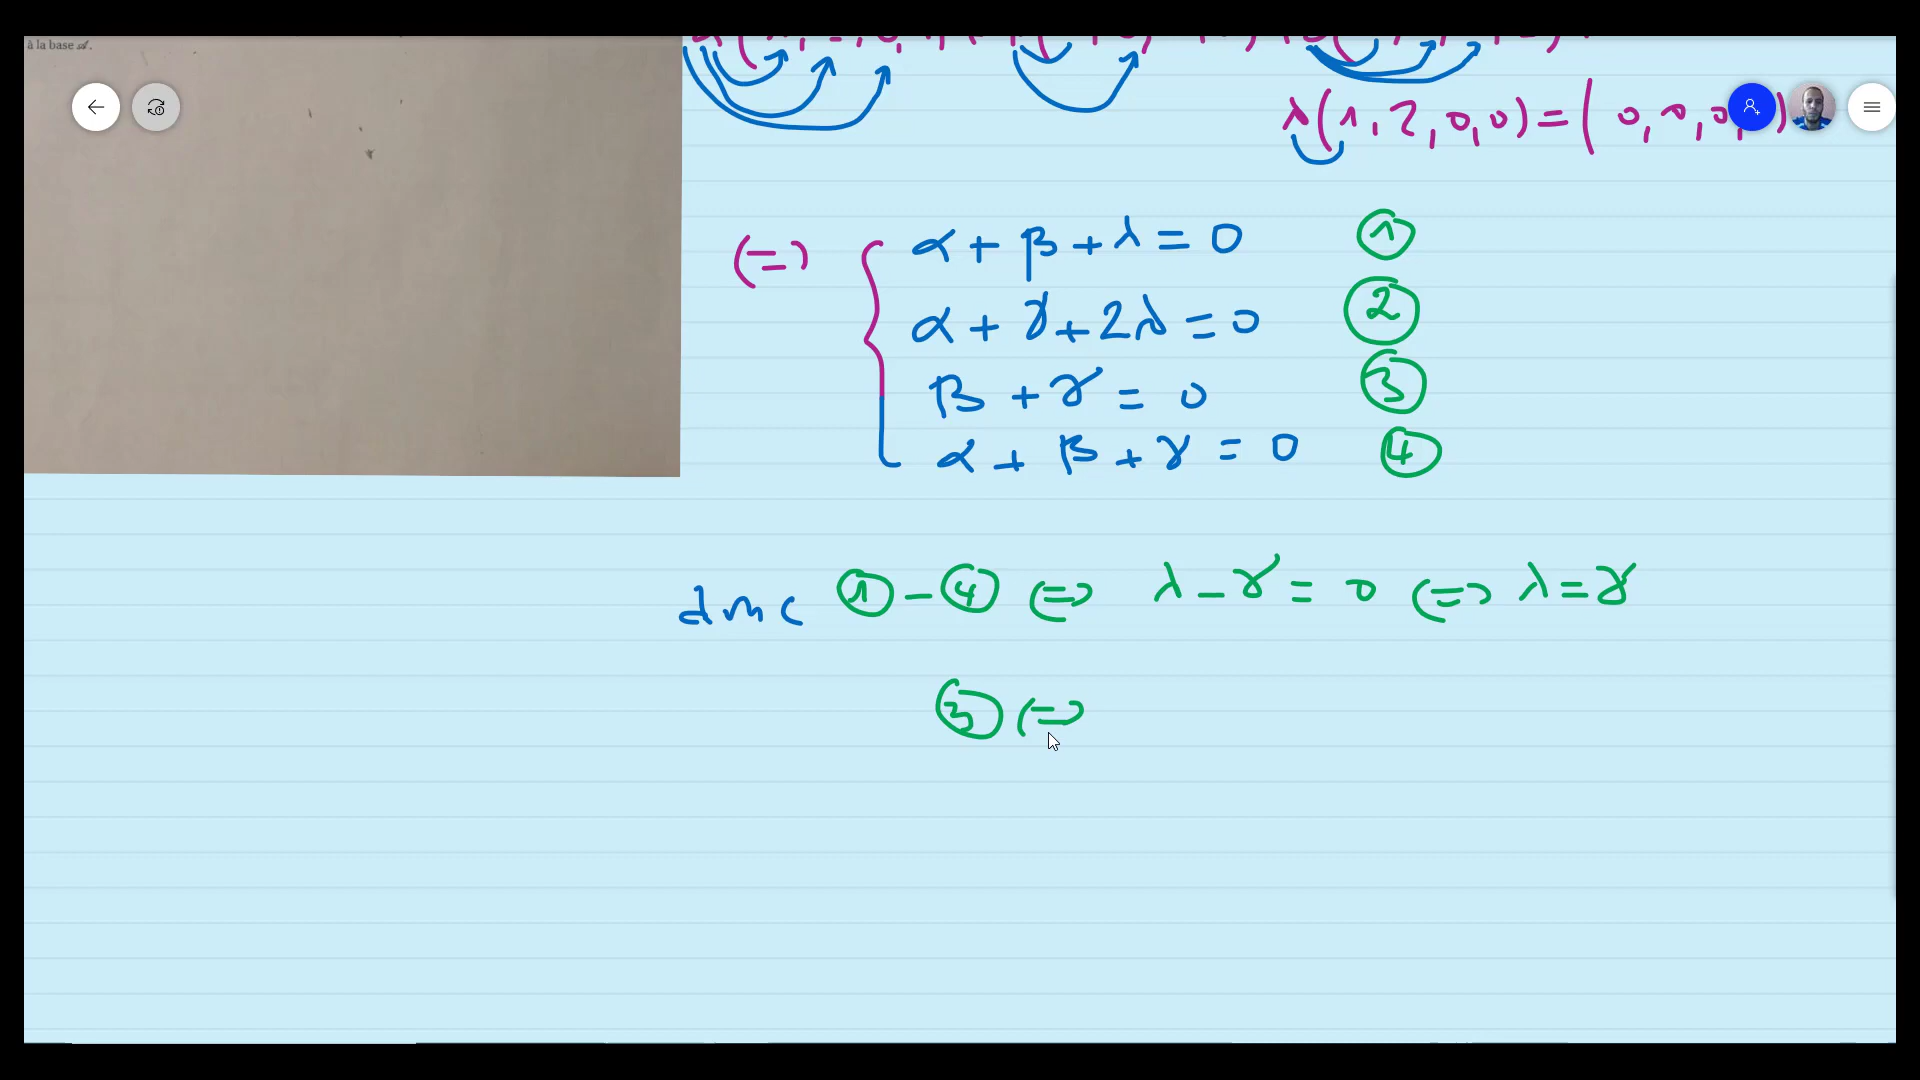 à la base 𝒜.
λ(1,2,0,0)=(0,0,0,
(=) { α + β + λ = 0 ①
α + γ + 2λ = 0 ②
β + γ = 0 ③
α + β + γ = 0 ④
dmc ① - ④ (=) λ - γ = 0 (=) λ = γ
③ (=)